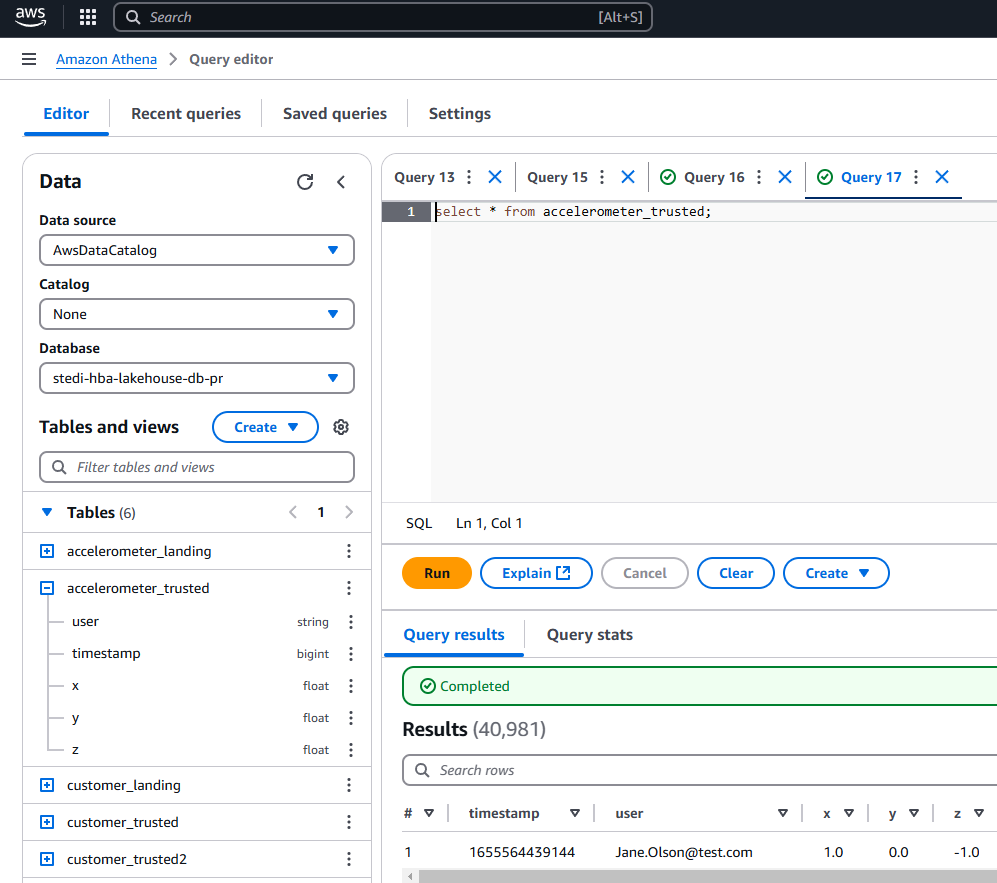 aws
Search [Alt+S]
Amazon Athena > Query editor
Editor Recent queries Saved queries Settings
Data
Data source
AwsDataCatalog
Catalog
None
Database
stedi-hba-lakehouse-db-pr
Tables and views Create
Filter tables and views
Tables (6) < 1 >
accelerometer_landing
accelerometer_trusted
user string
timestamp bigint
x float
y float
z float
customer_landing
customer_trusted
customer_trusted2
Query 13 Query 15 Query 16 Query 17
1 select * from accelerometer_trusted;
SQL Ln 1, Col 1
Run Explain Cancel Clear Create
Query results Query stats
Completed
Results (40,981)
Search rows
# timestamp user x y z
1 1655564439144 Jane.Olson@test.com 1.0 0.0 -1.0